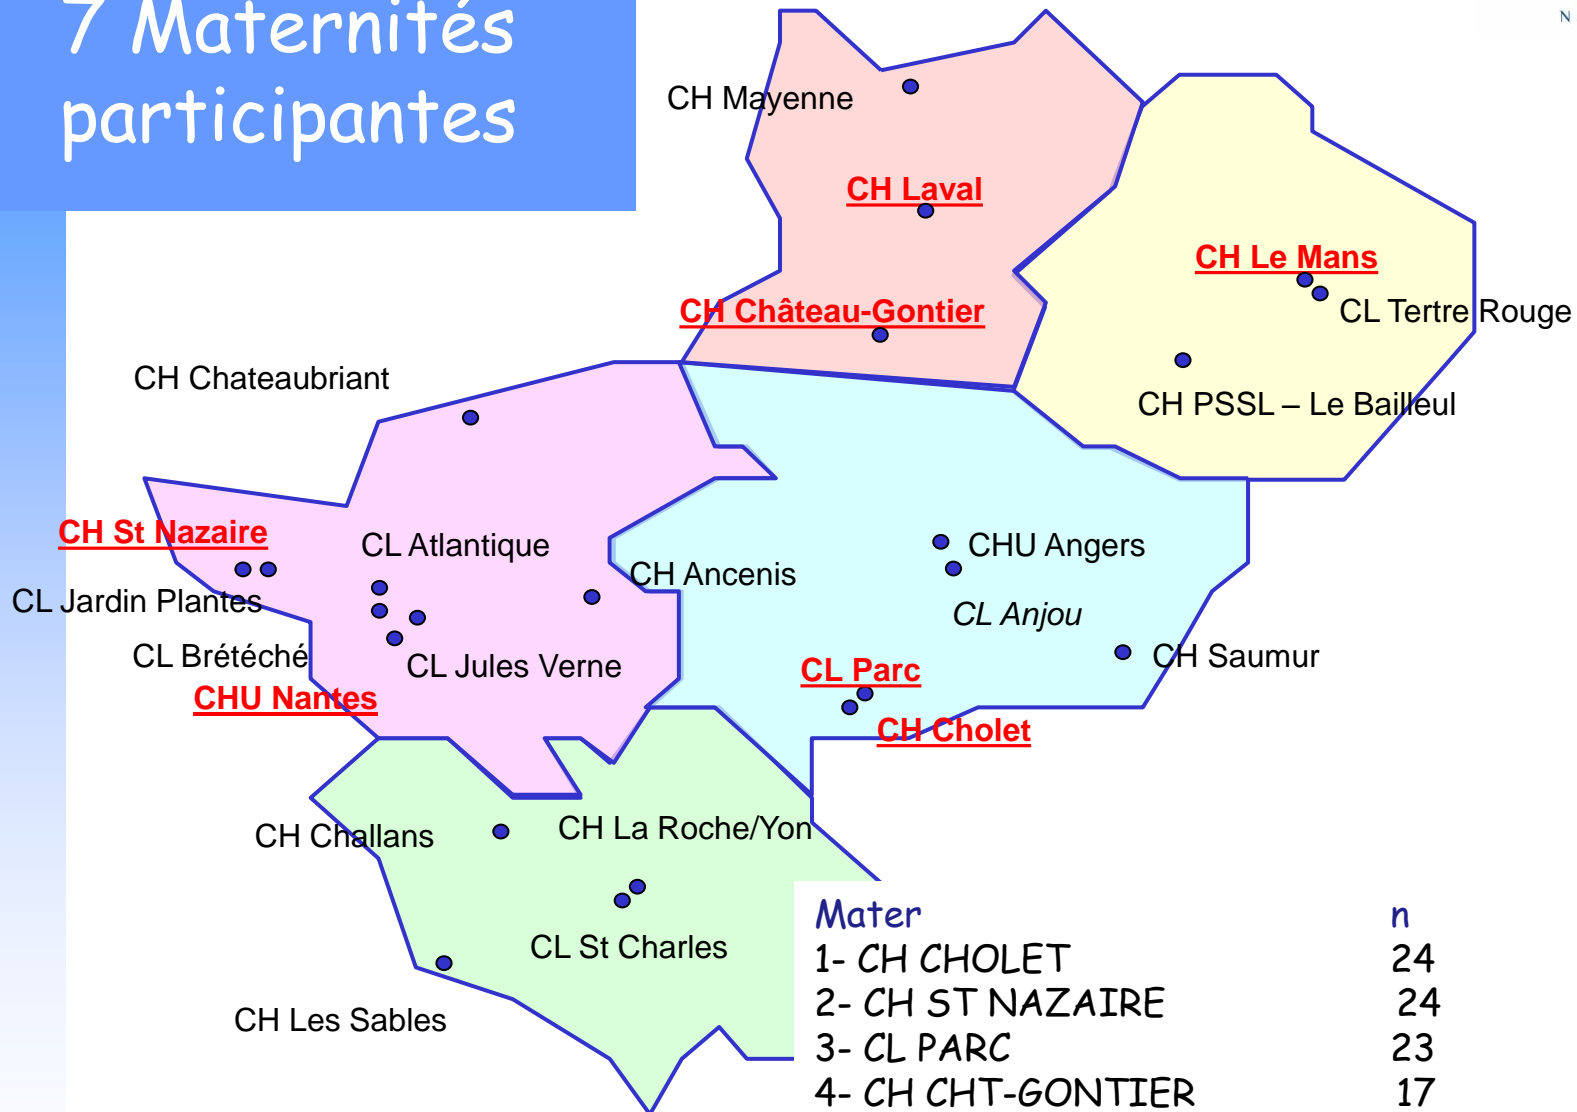 7 Maternités
participantes
N
CH Mayenne
CH Laval
CH Le Mans
CH Château-Gontier
CL Tertre Rouge
CH Chateaubriant
CH PSSL – Le Bailleul
CH St Nazaire
CL Atlantique
CHU Angers
CH Ancenis
CL Jardin Plantes
CL Anjou
CL Brétéché
CL Jules Verne
CH Saumur
CL Parc
CHU Nantes
CH Cholet
CH Challans
CH La Roche/Yon
CL St Charles
CH Les Sables
Mater n
1- CH CHOLET 24
2- CH ST NAZAIRE 24
3- CL PARC 23
4- CH CHT-GONTIER 17